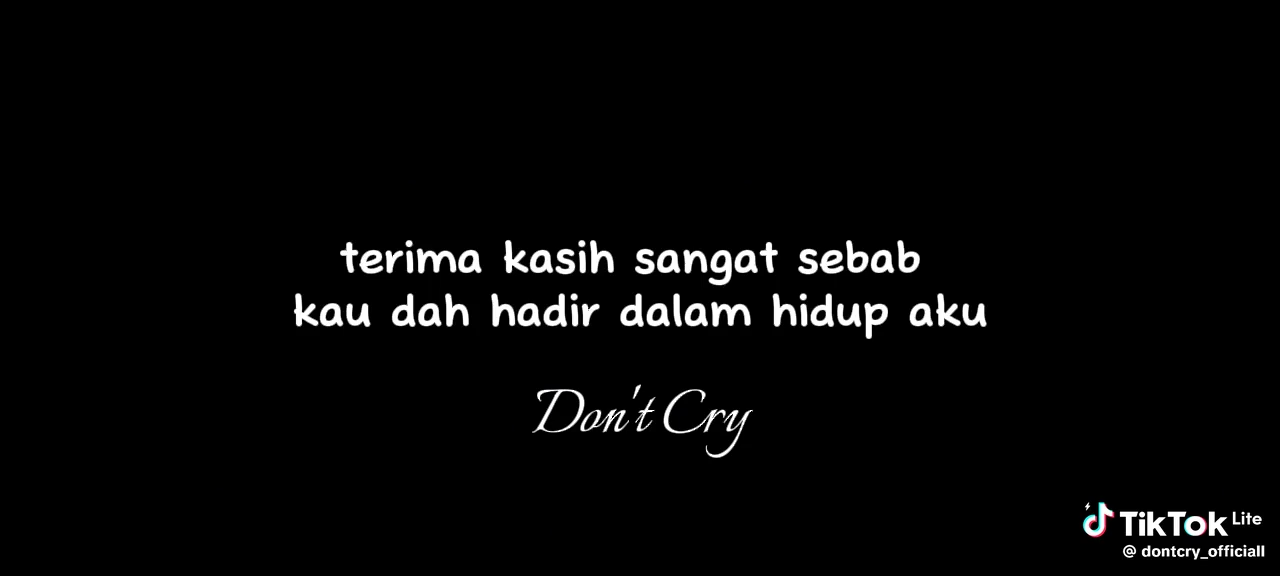 terima kasih sangat sebab
kau dah hadir dalam hidup aku
Don't Cry
TikTok Lite
@ dontcry_officiall